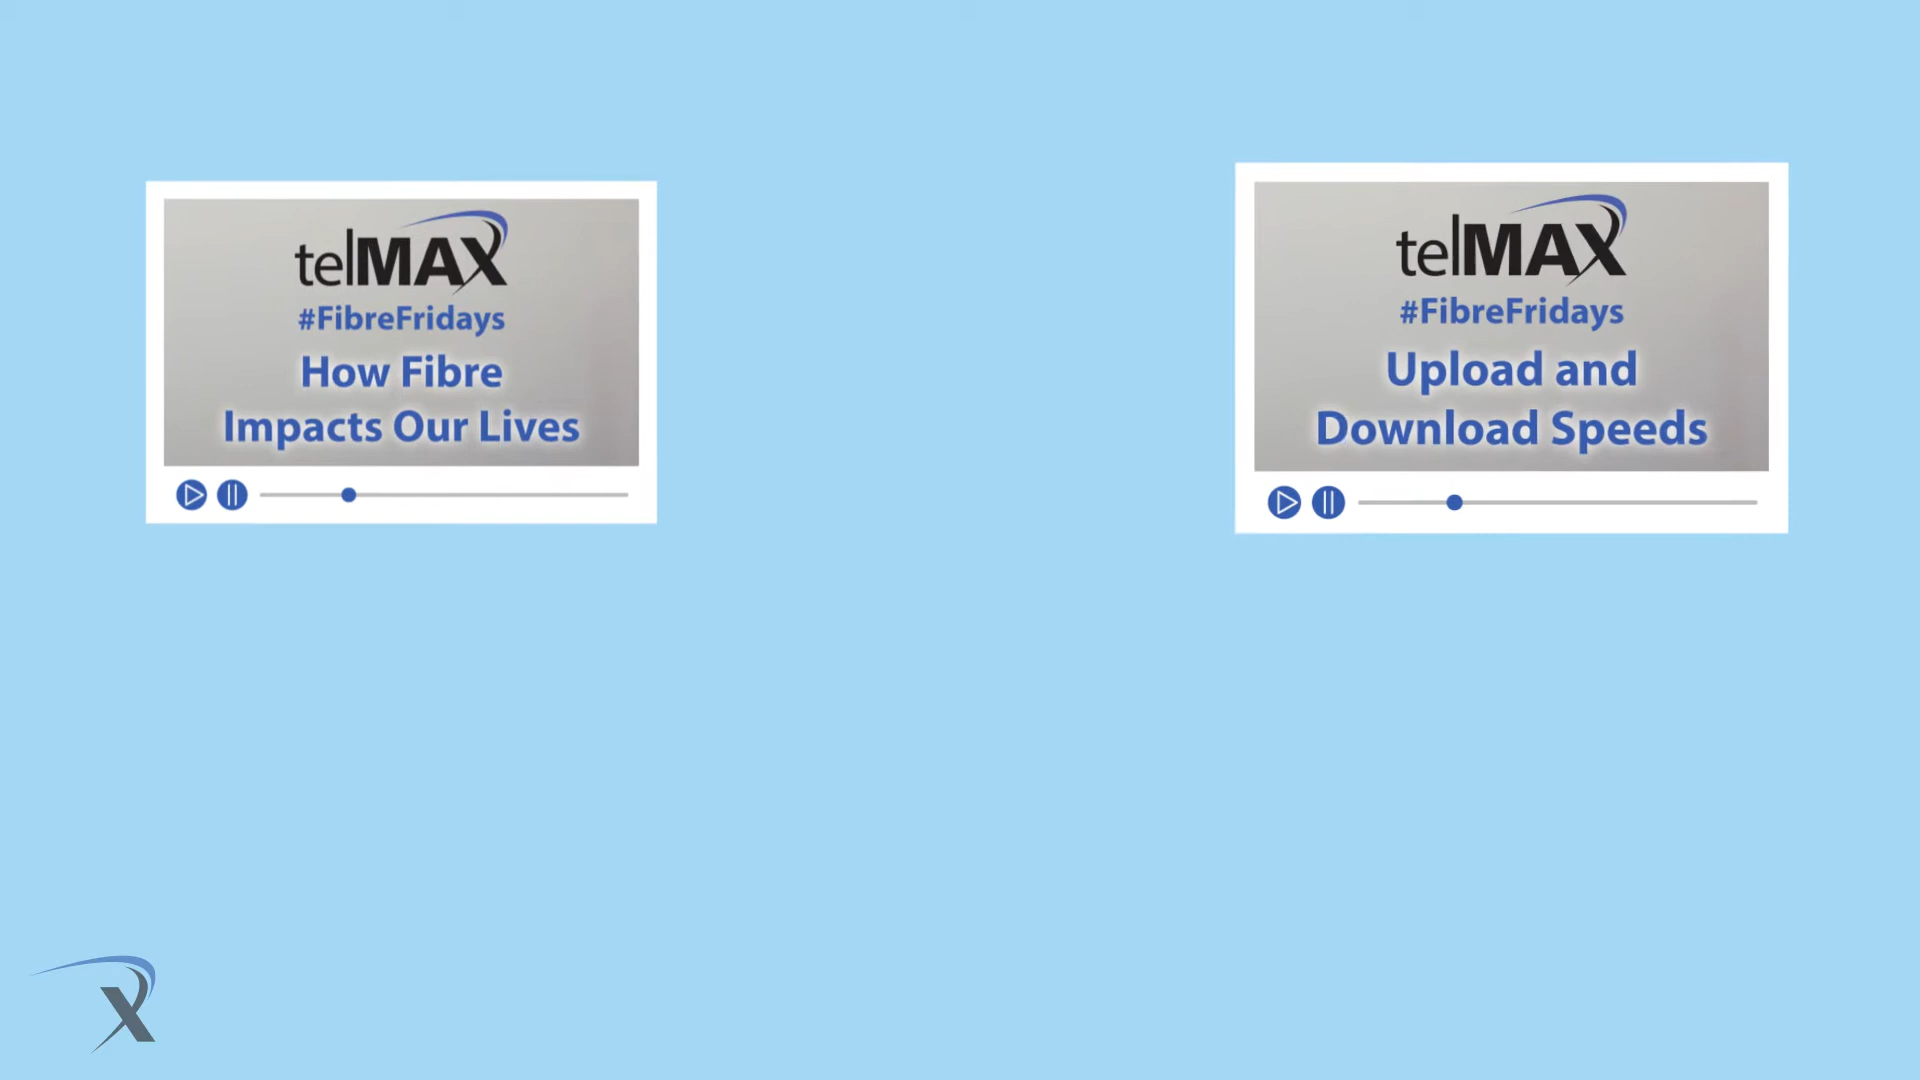 telMAX
#FibreFridays
How Fibre
Impacts Our Lives
telMAX
#FibreFridays
Upload and
Download Speeds
X